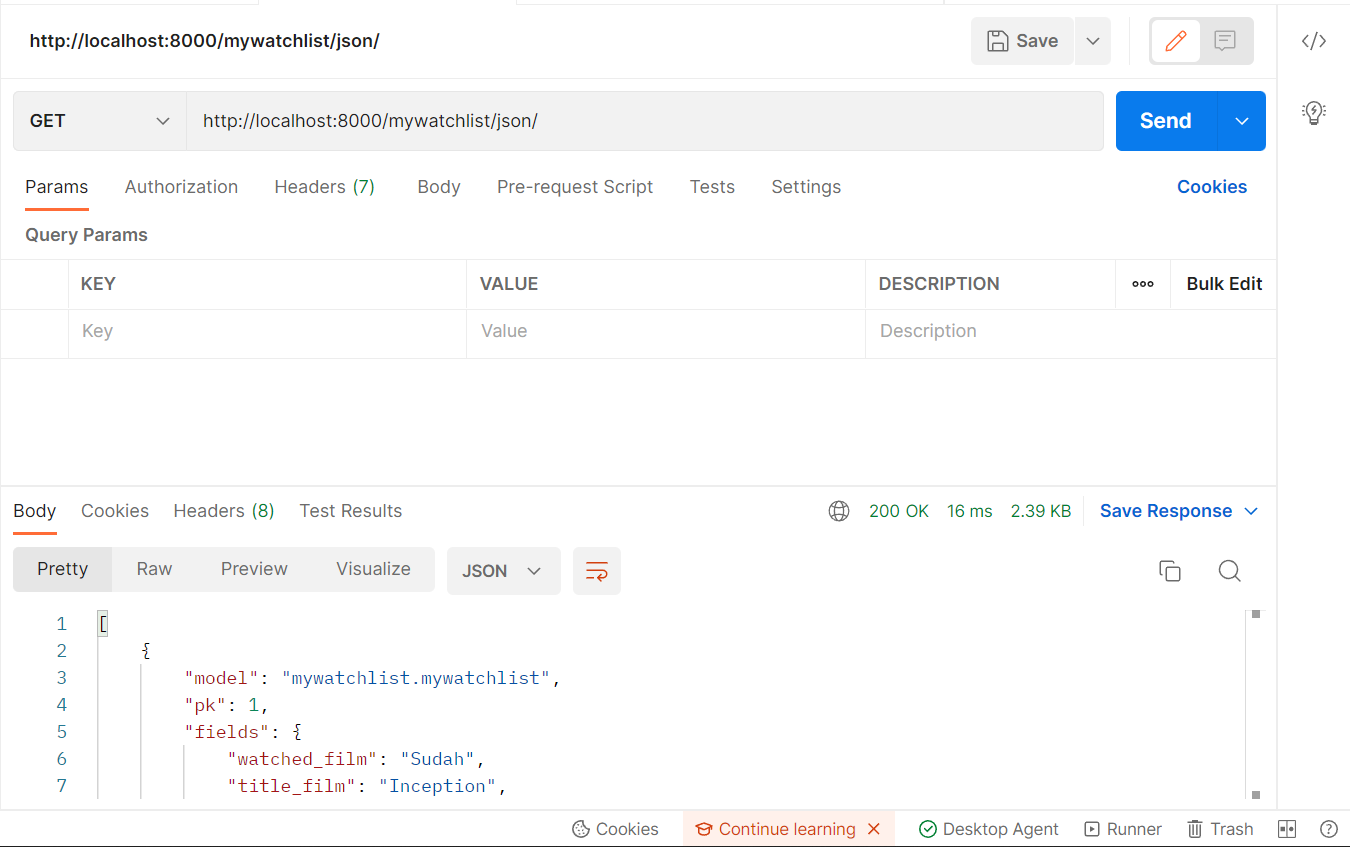 http://localhost:8000/mywatchlist/json/ Save
GET http://localhost:8000/mywatchlist/json/ Send
Params Authorization Headers (7) Body Pre-request Script Tests Settings Cookies
Query Params
KEY VALUE DESCRIPTION Bulk Edit
Key Value Description
Body Cookies Headers (8) Test Results 200 OK 16 ms 2.39 KB Save Response
Pretty Raw Preview Visualize JSON
1 [
2 {
3 "model": "mywatchlist.mywatchlist",
4 "pk": 1,
5 "fields": {
6 "watched_film": "Sudah",
7 "title_film": "Inception",
Cookies Continue learning Desktop Agent Runner Trash